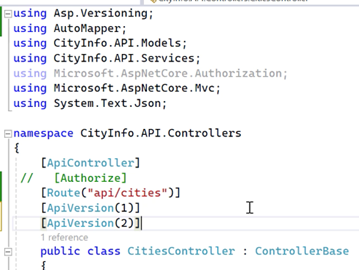 using Asp.Versioning;
using AutoMapper;
using CityInfo.API.Models;
using CityInfo.API.Services;
using Microsoft.AspNetCore.Authorization;
using Microsoft.AspNetCore.Mvc;
using System.Text.Json;
namespace CityInfo.API.Controllers
{
[ApiController]
// [Authorize]
[Route("api/cities")]
[ApiVersion(1)]
[ApiVersion(2)]
1 reference
public class CitiesController : ControllerBase
{